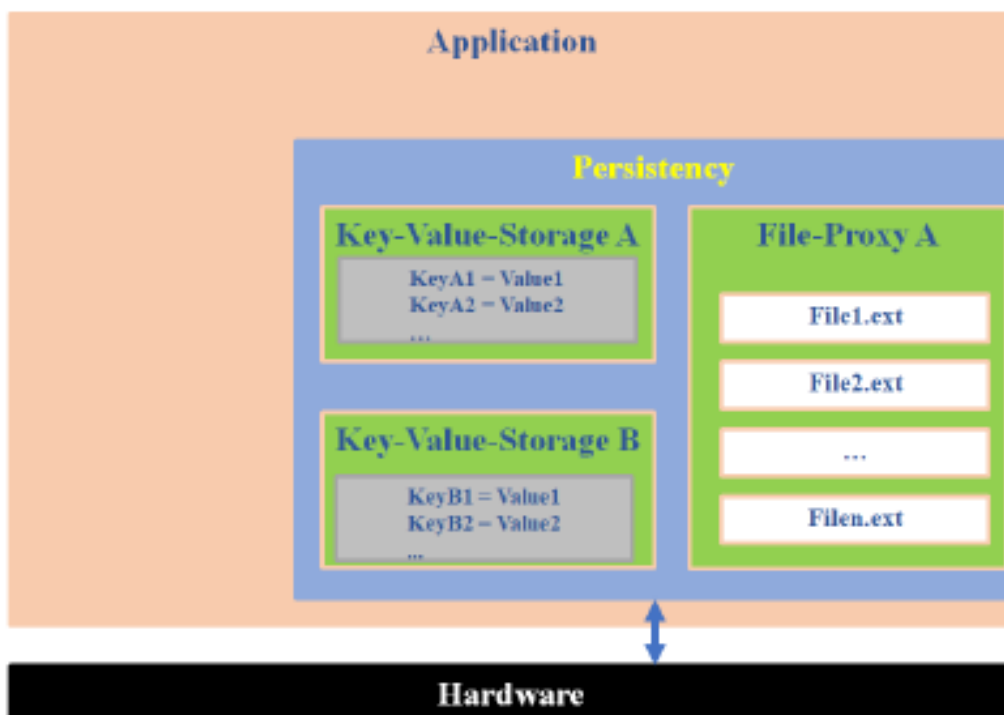 Application
Persistency
Key-Value-Storage A
KeyA1 = Value1
KeyA2 = Value2
...
Key-Value-Storage B
KeyB1 = Value1
KeyB2 = Value2
...
File-Proxy A
File1.ext
File2.ext
...
Filen.ext
Hardware